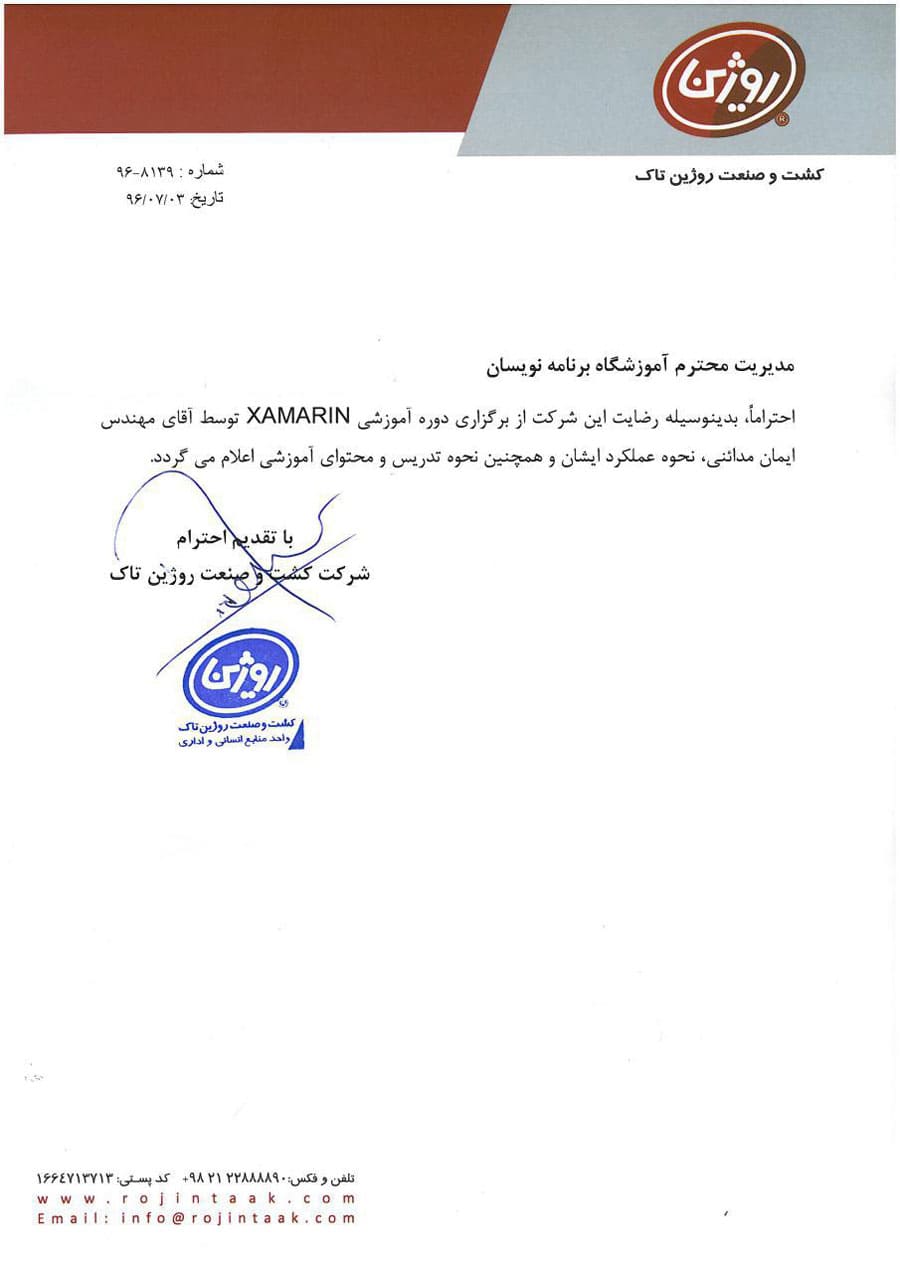 روژین
®
کشت و صنعت روژین تاک
شماره : ۸۱۳۹-۹۶
تاریخ: ۹۶/۰۷/۰۳
مدیریت محترم آموزشگاه برنامه نویسان
احتراماً، بدینوسیله رضایت این شرکت از برگزاری دوره آموزشی XAMARIN توسط آقای مهندس
ایمان مدائنی، نحوه عملکرد ایشان و همچنین نحوه تدریس و محتوای آموزشی اعلام می گردد.
با تقدیم احترام
شرکت کشت و صنعت روژین تاک
روژین
کشت و صنعت روژین تاک
واحد منابع انسانی و اداری
تلفن و فکس: ۲۲۸۸۸۸۹۰ ۲۱ ۹۸+ کد پستی: ۱۶۶٤۷۱۳۷۱۳
www.rojintaak.com
Email: info@rojintaak.com